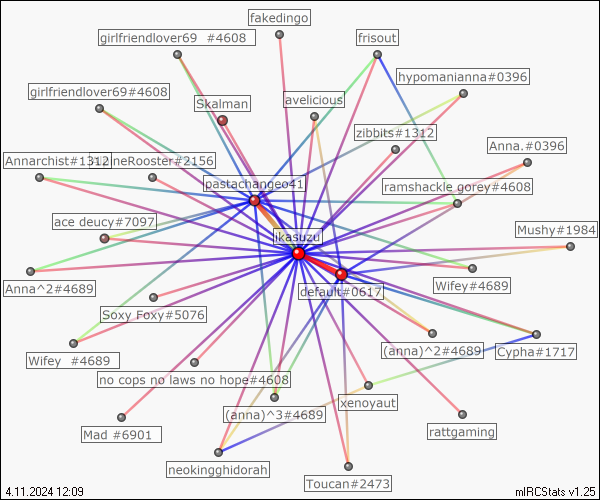 fakedingo
girlfriendlover69 #4608
frisout
hypomanianna#0396
girlfriendlover69#4608
Skalman
avelicious
zibbits#1312
Anna.#0396
Annarchist#1312
neRooster#2156
pastachangeo41
ramshackle gorey#4608
ace deucy#7097
ikasuzu
Mushy#1984
Anna^2#4689
default#0617
Wifey#4689
Soxy Foxy#5076
Wifey #4689
(anna)^2#4689
Cypha#1717
no cops no laws no hope#4608
xenoyaut
(anna)^3#4689
Mad #6901
rattgaming
neokingghidorah
Toucan#2473
4.11.2024 12:09
mIRCStats v1.25